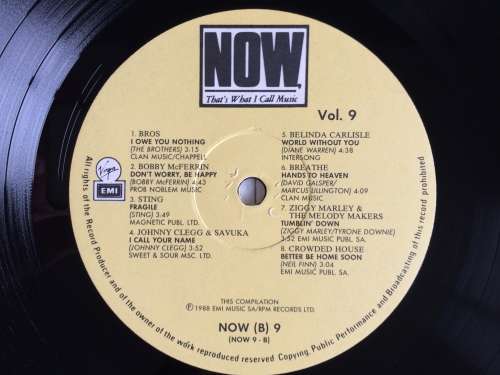 NOW,
That's What I Call Music
Vol. 9
1. BROS
I OWE YOU NOTHING
(THE BROTHERS) 3:15
CLAN MUSIC/CHAPPELL
2. BOBBY McFERRIN
DON'T WORRY, BE HAPPY
(BOBBY McFERRIN) 4:43
PROB NOBLEM MUSIC
3. STING
FRAGILE
(STING) 3.49
MAGNETIC PUBL. LTD.
4. JOHNNY CLEGG & SAVUKA
I CALL YOUR NAME
(JOHNNY CLEGG) 3:52
SWEET & SOUR MSC. LTD.
5. BELINDA CARLISLE
WORLD WITHOUT YOU
(DIANE WARREN) 4:38
INTERSONG
6. BREATHE
HANDS TO HEAVEN
(DAVID GALSPER/
MARCUS LILLINGTON) 4:09
CLAN MUSIC
7. ZIGGY MARLEY &
THE MELODY MAKERS
TUMBLIN' DOWN
(ZIGGY MARLEY/TYRONE DOWNIE)
3:52 EMI MUSIC PUBL. SA.
8. CROWDED HOUSE
BETTER BE HOME SOON
(NEIL FINN) 3:04
EMI MUSIC PUBL. SA.
Virgin
EMI
THIS COMPILATION
℗ 1988 EMI MUSIC SA/RPM RECORDS LTD.
NOW (B) 9
(NOW 9 - B)
All rights of the Record Producer and of the owner of the work reproduced reserved Copying, Public Performance and Broadcasting of this record prohibited